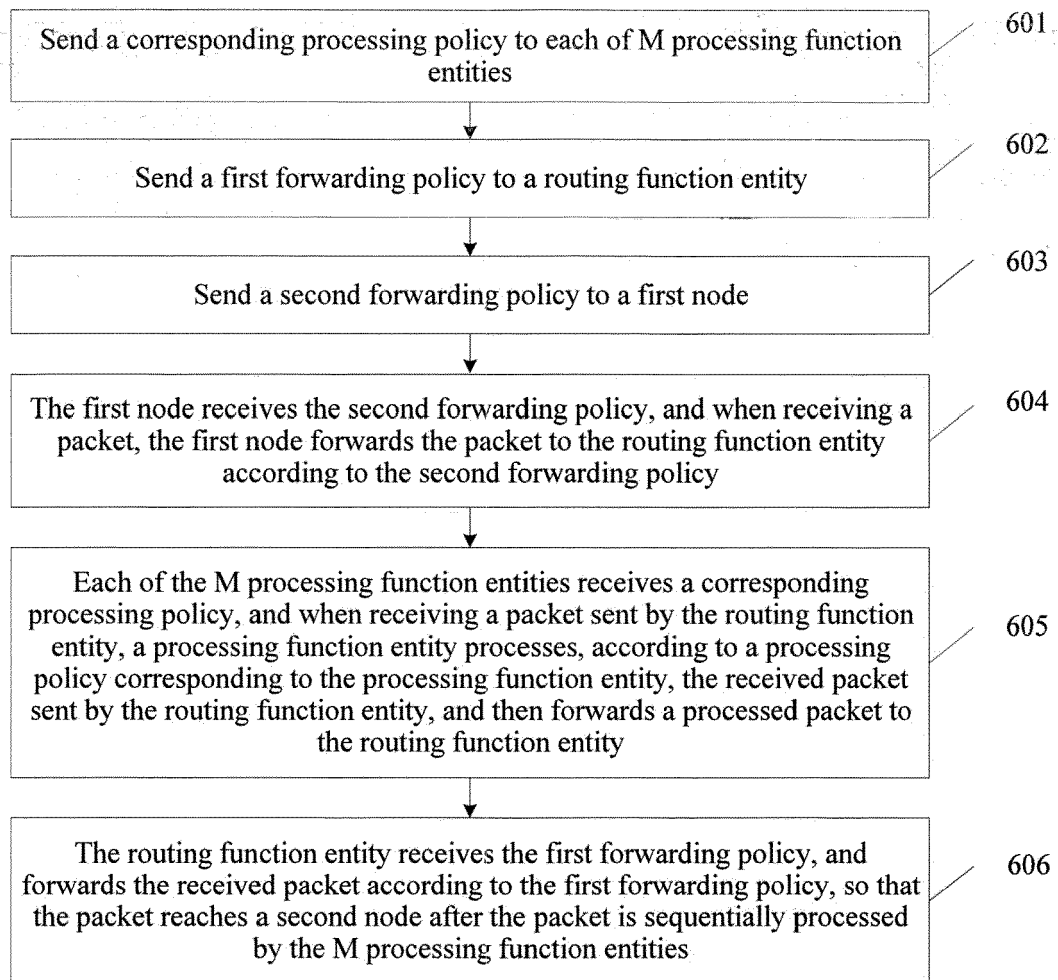 Send a corresponding processing policy to each of M processing function
entities
601
Send a first forwarding policy to a routing function entity
602
Send a second forwarding policy to a first node
603
The first node receives the second forwarding policy, and when receiving a
packet, the first node forwards the packet to the routing function entity
according to the second forwarding policy
604
Each of the M processing function entities receives a corresponding
processing policy, and when receiving a packet sent by the routing function
entity, a processing function entity processes, according to a processing
policy corresponding to the processing function entity, the received packet
sent by the routing function entity, and then forwards a processed packet to
the routing function entity
605
The routing function entity receives the first forwarding policy, and
forwards the received packet according to the first forwarding policy, so that
the packet reaches a second node after the packet is sequentially processed
by the M processing function entities
606